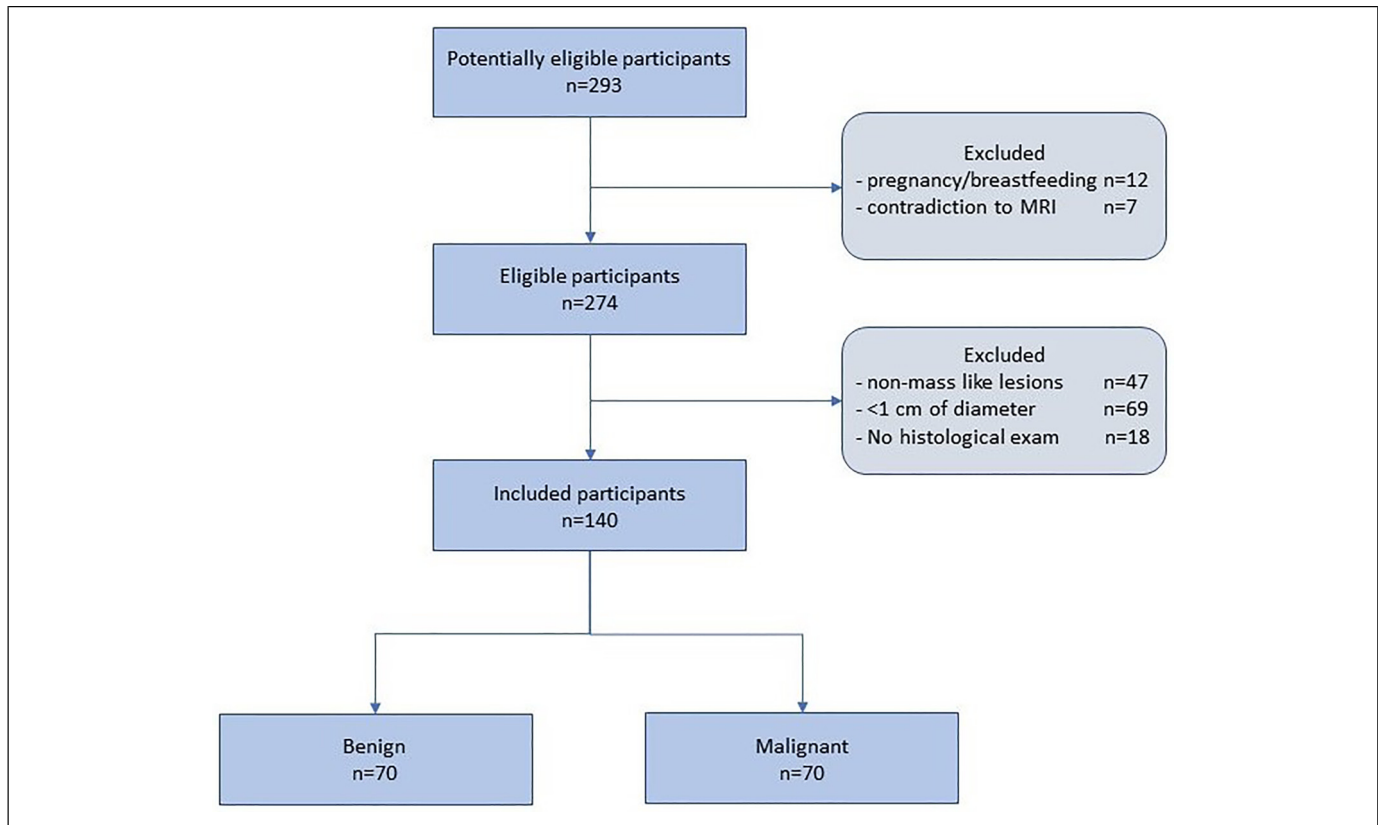 Potentially eligible participants
n=293
Excluded
- pregnancy/breastfeeding n=12
- contradiction to MRI n=7
Eligible participants
n=274
Excluded
- non-mass like lesions n=47
- <1 cm of diameter n=69
- No histological exam n=18
Included participants
n=140
Benign
n=70
Malignant
n=70